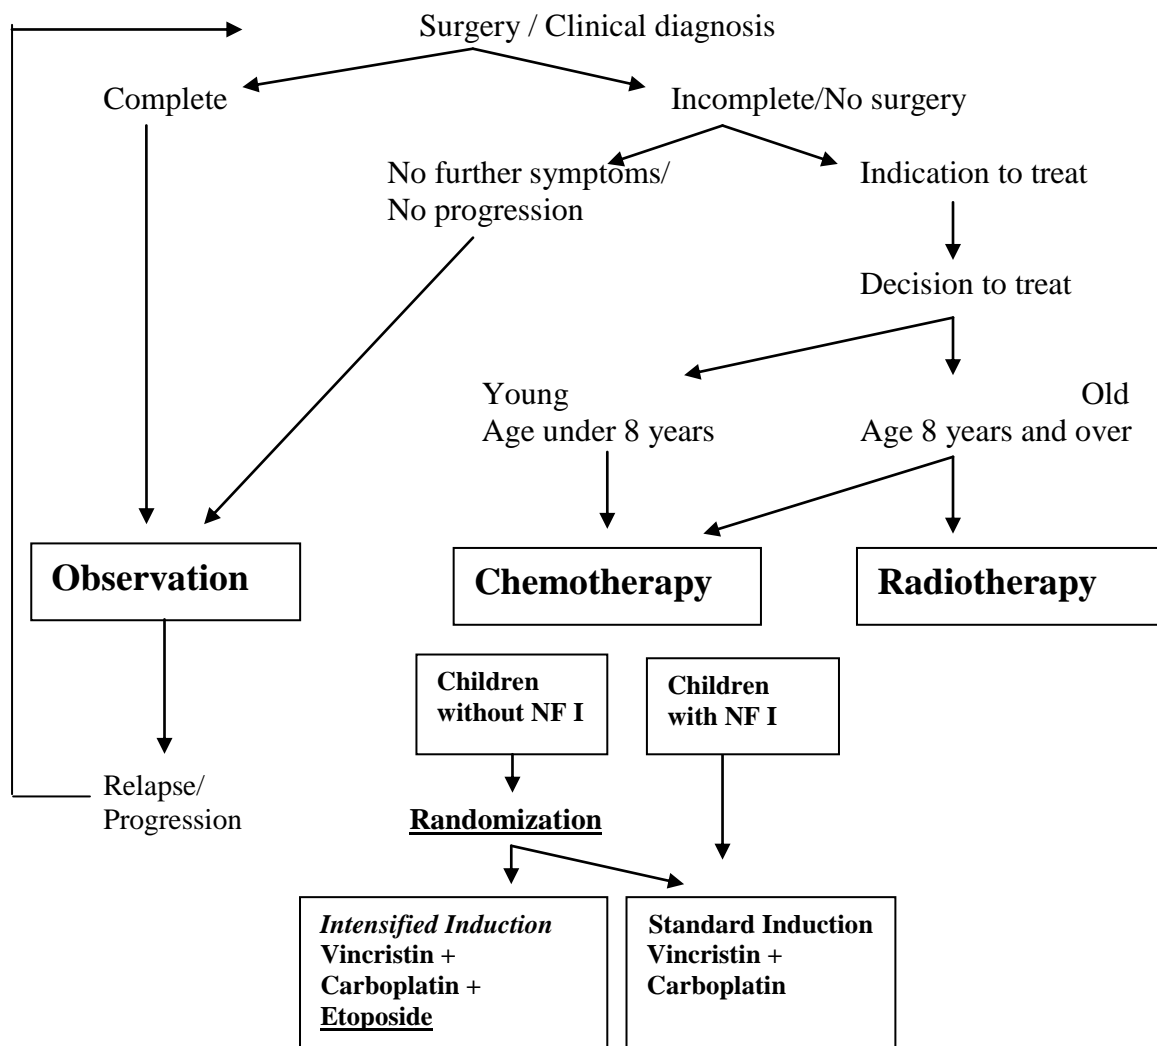 Surgery / Clinical diagnosis
Complete
Incomplete/No surgery
No further symptoms/
No progression
Indication to treat
Decision to treat
Young
Age under 8 years
Old
Age 8 years and over
Observation
Chemotherapy
Radiotherapy
Children
without NF I
Children
with NF I
Relapse/
Progression
Randomization
Intensified Induction
Vincristin +
Carboplatin +
Etoposide
Standard Induction
Vincristin +
Carboplatin